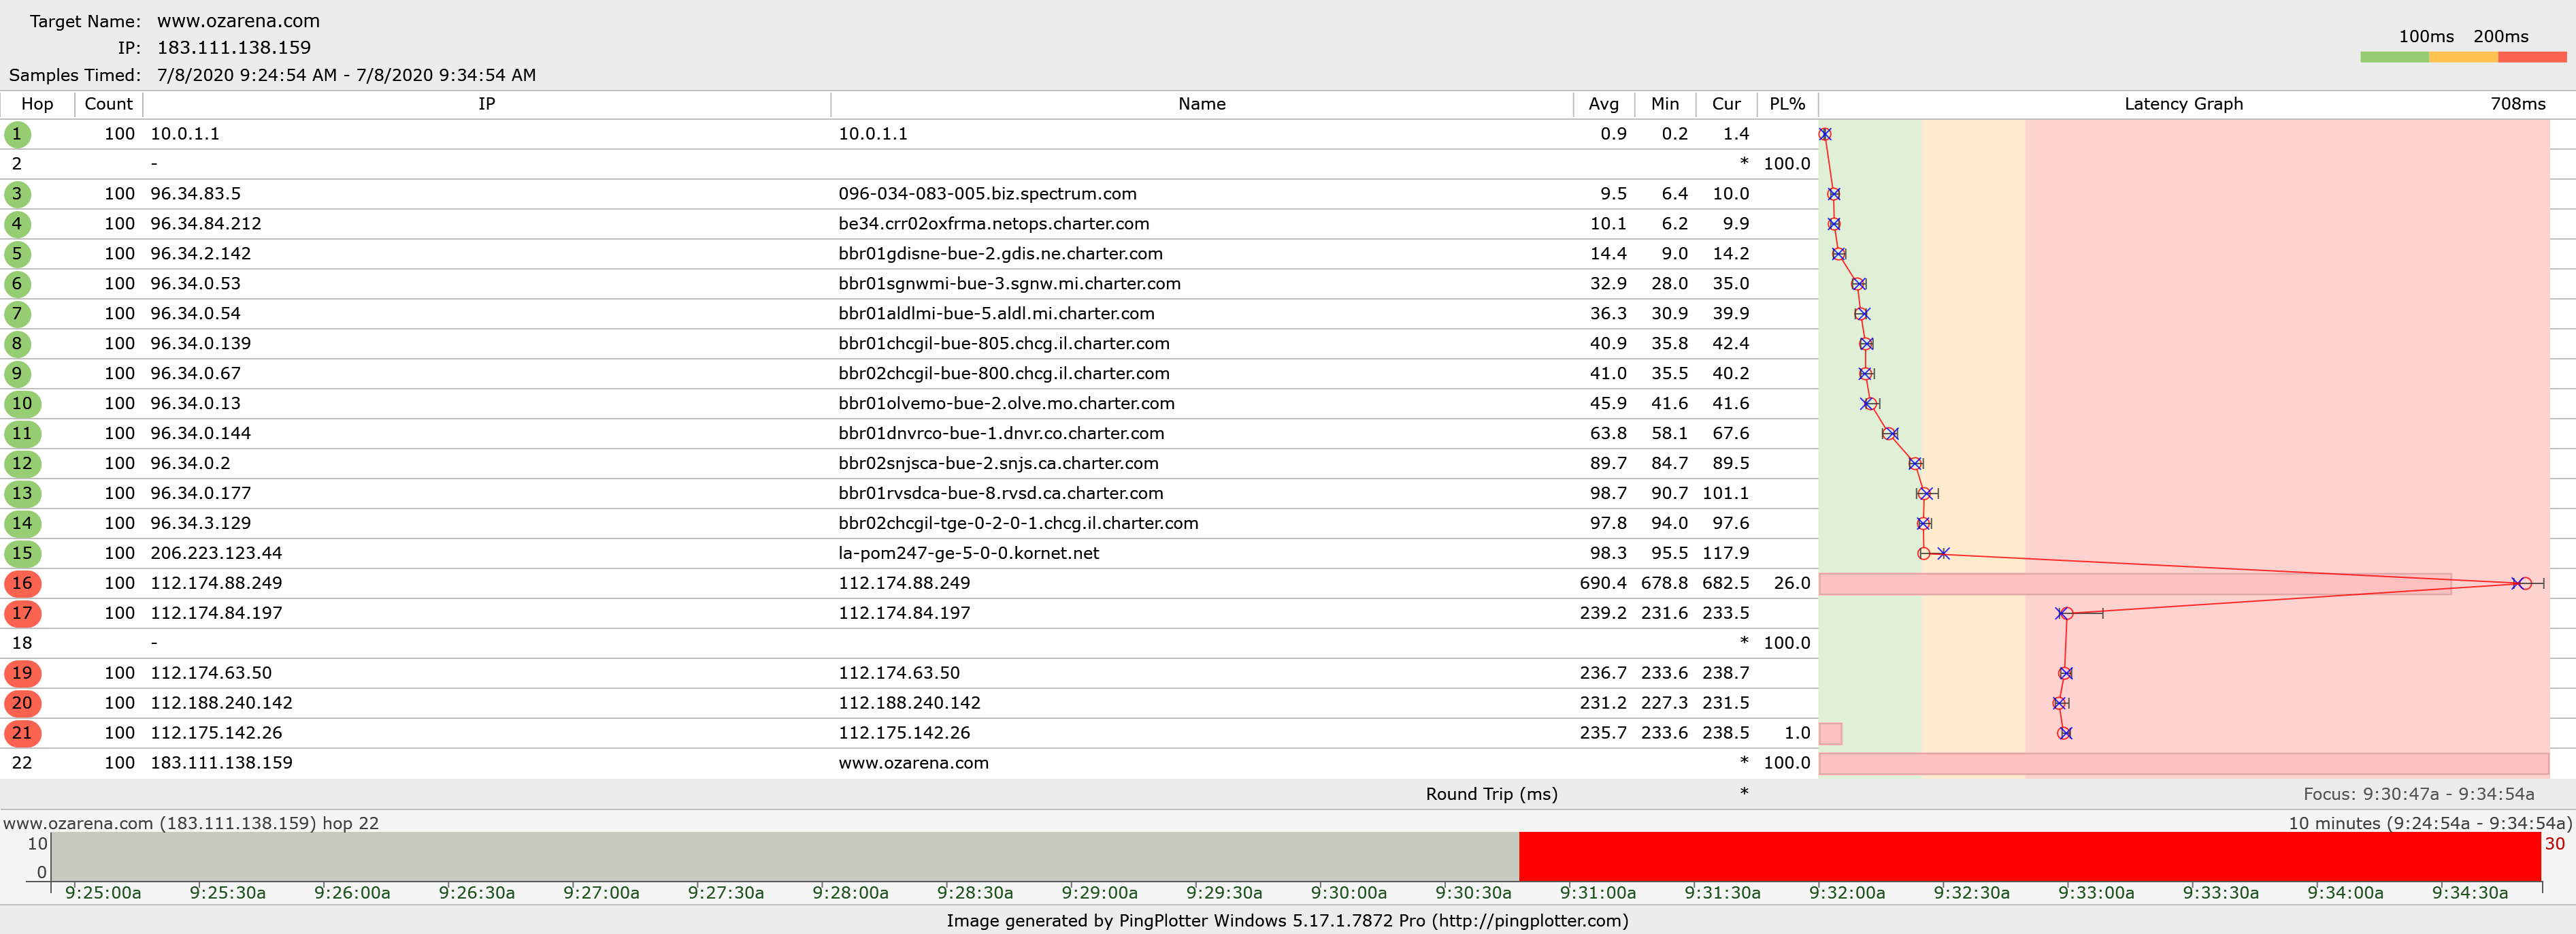 Target Name: www.ozarena.com
IP: 183.111.138.159
Samples Timed: 7/8/2020 9:24:54 AM - 7/8/2020 9:34:54 AM
100ms 200ms
Hop Count IP Name Avg Min Cur PL% Latency Graph 708ms
1 100 10.0.1.1 10.0.1.1 0.9 0.2 1.4
2 - * 100.0
3 100 96.34.83.5 096-034-083-005.biz.spectrum.com 9.5 6.4 10.0
4 100 96.34.84.212 be34.crr02oxfrma.netops.charter.com 10.1 6.2 9.9
5 100 96.34.2.142 bbr01gdisne-bue-2.gdis.ne.charter.com 14.4 9.0 14.2
6 100 96.34.0.53 bbr01sgnwmi-bue-3.sgnw.mi.charter.com 32.9 28.0 35.0
7 100 96.34.0.54 bbr01aldlmi-bue-5.aldl.mi.charter.com 36.3 30.9 39.9
8 100 96.34.0.139 bbr01chcgil-bue-805.chcg.il.charter.com 40.9 35.8 42.4
9 100 96.34.0.67 bbr02chcgil-bue-800.chcg.il.charter.com 41.0 35.5 40.2
10 100 96.34.0.13 bbr01olvemo-bue-2.olve.mo.charter.com 45.9 41.6 41.6
11 100 96.34.0.144 bbr01dnvrco-bue-1.dnvr.co.charter.com 63.8 58.1 67.6
12 100 96.34.0.2 bbr02snjsca-bue-2.snjs.ca.charter.com 89.7 84.7 89.5
13 100 96.34.0.177 bbr01rvsdca-bue-8.rvsd.ca.charter.com 98.7 90.7 101.1
14 100 96.34.3.129 bbr02chcgil-tge-0-2-0-1.chcg.il.charter.com 97.8 94.0 97.6
15 100 206.223.123.44 la-pom247-ge-5-0-0.kornet.net 98.3 95.5 117.9
16 100 112.174.88.249 112.174.88.249 690.4 678.8 682.5 26.0
17 100 112.174.84.197 112.174.84.197 239.2 231.6 233.5
18 - * 100.0
19 100 112.174.63.50 112.174.63.50 236.7 233.6 238.7
20 100 112.188.240.142 112.188.240.142 231.2 227.3 231.5
21 100 112.175.142.26 112.175.142.26 235.7 233.6 238.5 1.0
22 100 183.111.138.159 www.ozarena.com * 100.0
Round Trip (ms) * Focus: 9:30:47a - 9:34:54a
www.ozarena.com (183.111.138.159) hop 22 10 minutes (9:24:54a - 9:34:54a)
10 30
0
9:25:00a 9:25:30a 9:26:00a 9:26:30a 9:27:00a 9:27:30a 9:28:00a 9:28:30a 9:29:00a 9:29:30a 9:30:00a 9:30:30a 9:31:00a 9:31:30a 9:32:00a 9:32:30a 9:33:00a 9:33:30a 9:34:00a 9:34:30a
Image generated by PingPlotter Windows 5.17.1.7872 Pro (http://pingplotter.com)